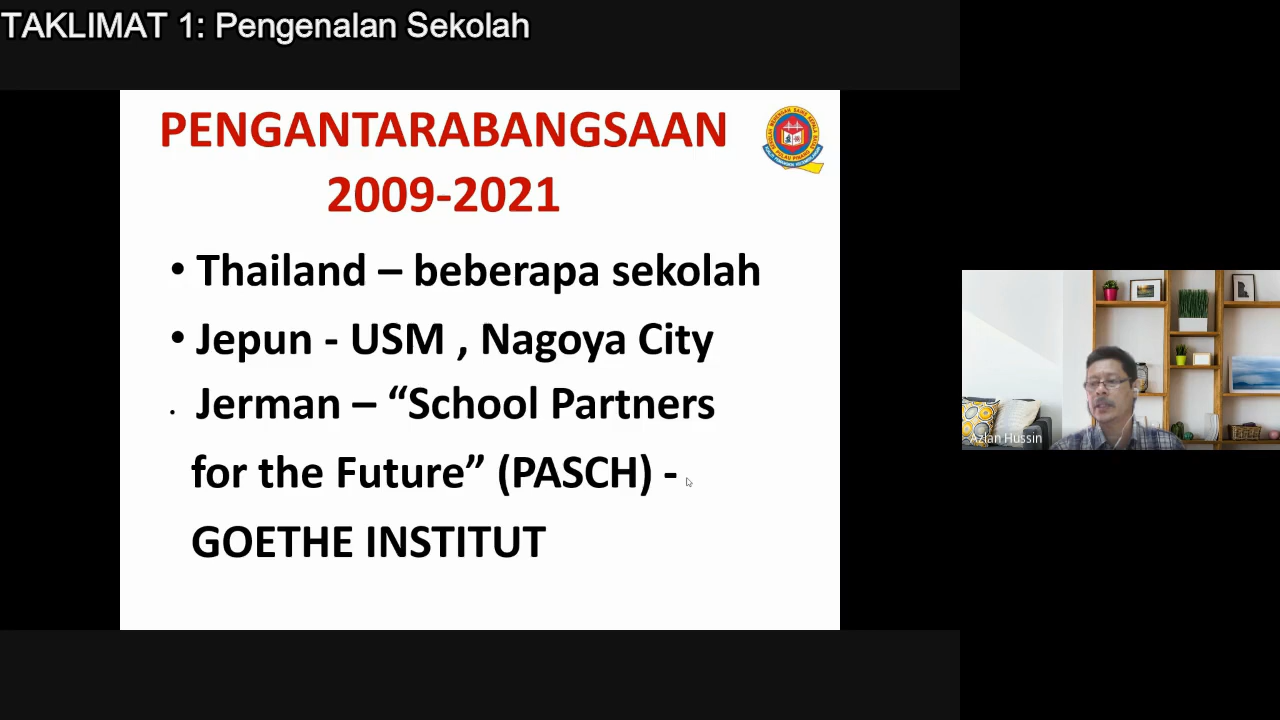 TAKLIMAT 1: Pengenalan Sekolah
PENGANTARABANGSAAN
2009-2021
• Thailand – beberapa sekolah
• Jepun - USM , Nagoya City
• Jerman – “School Partners
for the Future” (PASCH) -
GOETHE INSTITUT
Azlan Hussin